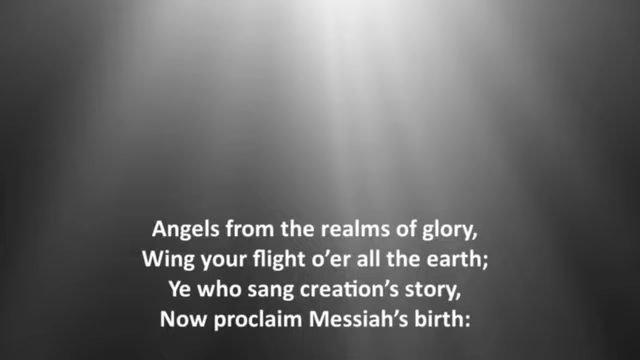 Angels from the realms of glory,
Wing your flight o’er all the earth;
Ye who sang creation’s story,
Now proclaim Messiah’s birth: